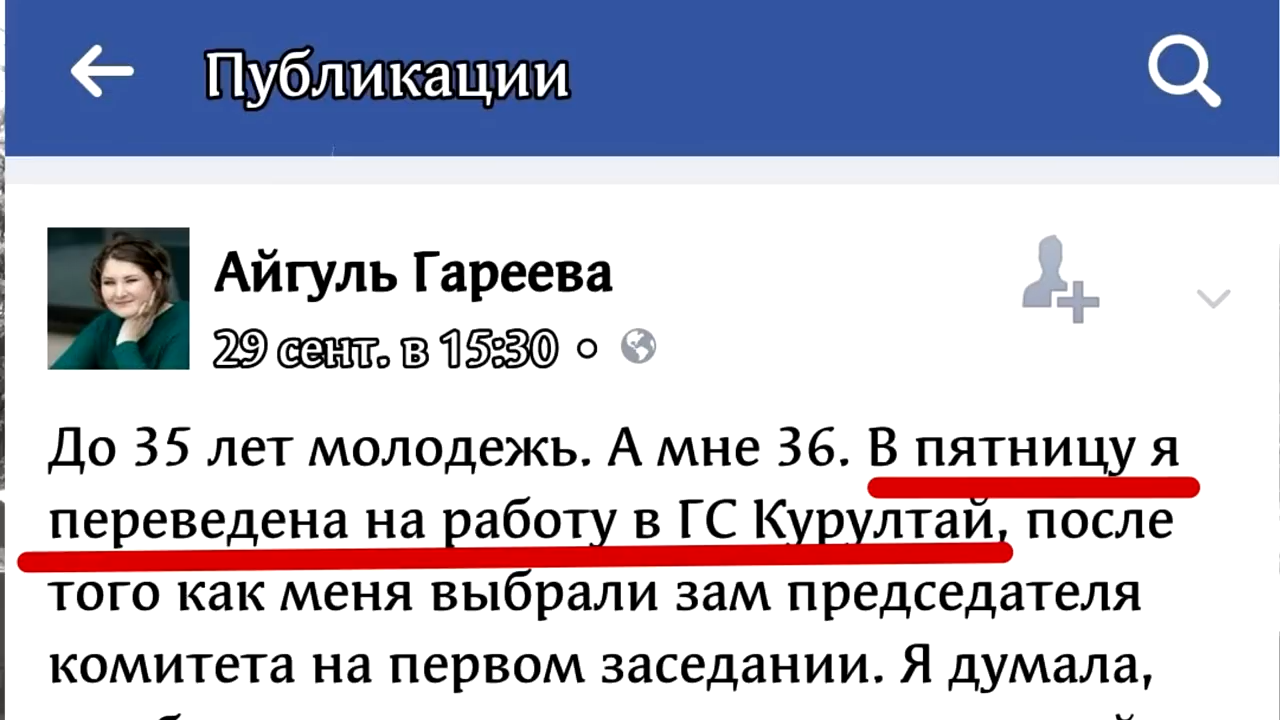 Публикации
Айгуль Гареева
29 сент. в 15:30
До 35 лет молодежь. А мне 36. В пятницу я
переведена на работу в ГС Курултай, после
того как меня выбрали зам председателя
комитета на первом заседании. Я думала,